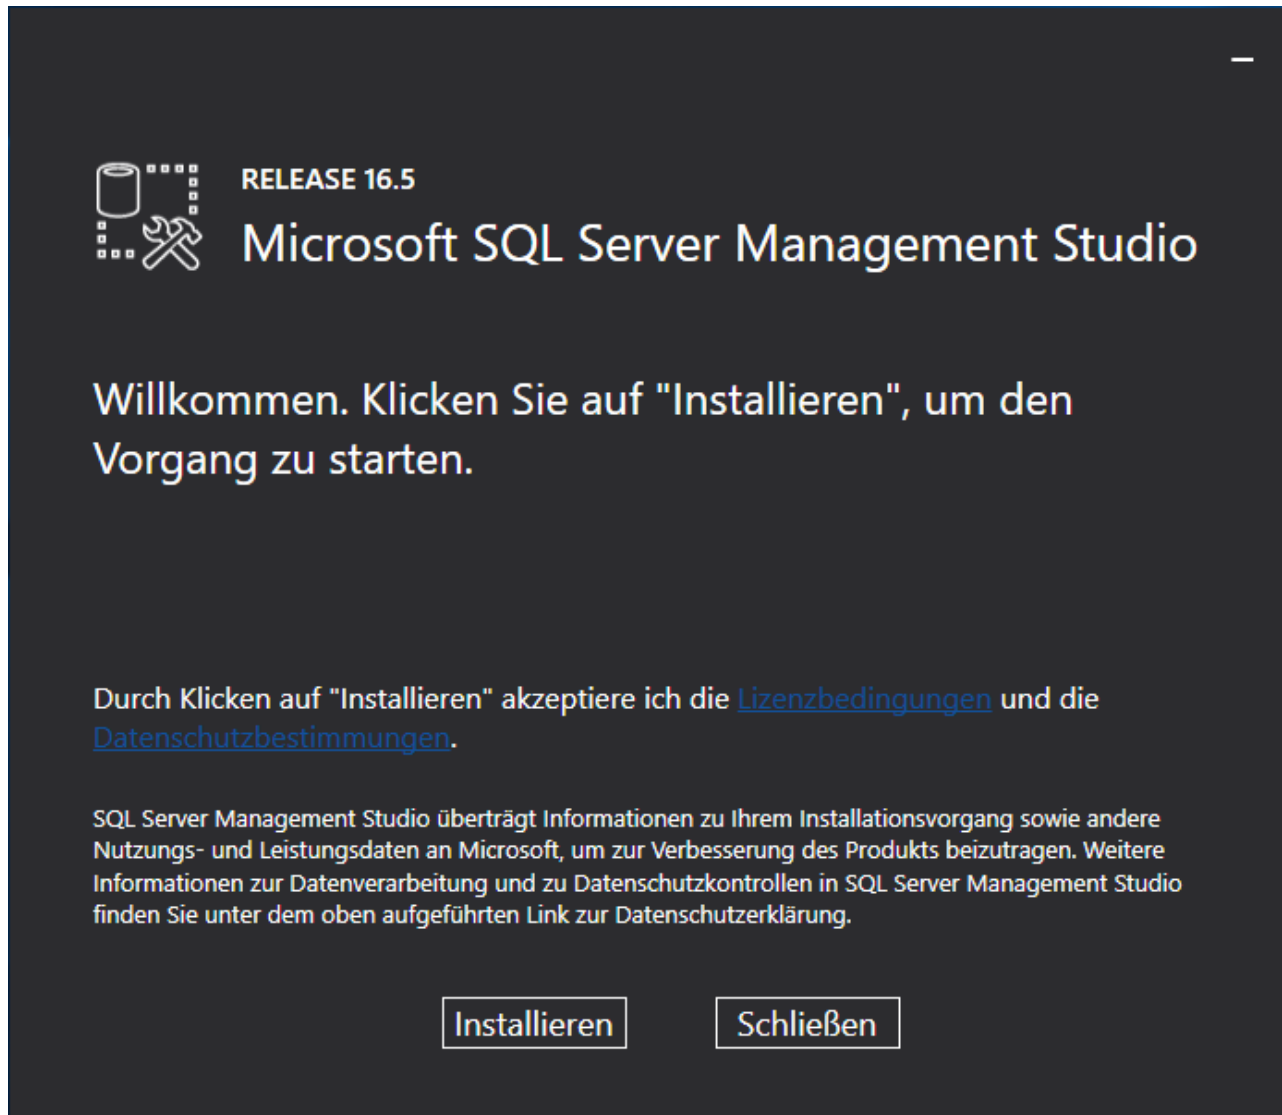 RELEASE 16.5
Microsoft SQL Server Management Studio
Willkommen. Klicken Sie auf "Installieren", um den
Vorgang zu starten.
Durch Klicken auf "Installieren" akzeptiere ich die Lizenzbedingungen und die
Datenschutzbestimmungen.
SQL Server Management Studio überträgt Informationen zu Ihrem Installationsvorgang sowie andere
Nutzungs- und Leistungsdaten an Microsoft, um zur Verbesserung des Produkts beizutragen. Weitere
Informationen zur Datenverarbeitung und zu Datenschutzkontrollen in SQL Server Management Studio
finden Sie unter dem oben aufgeführten Link zur Datenschutzerklärung.
Installieren Schließen